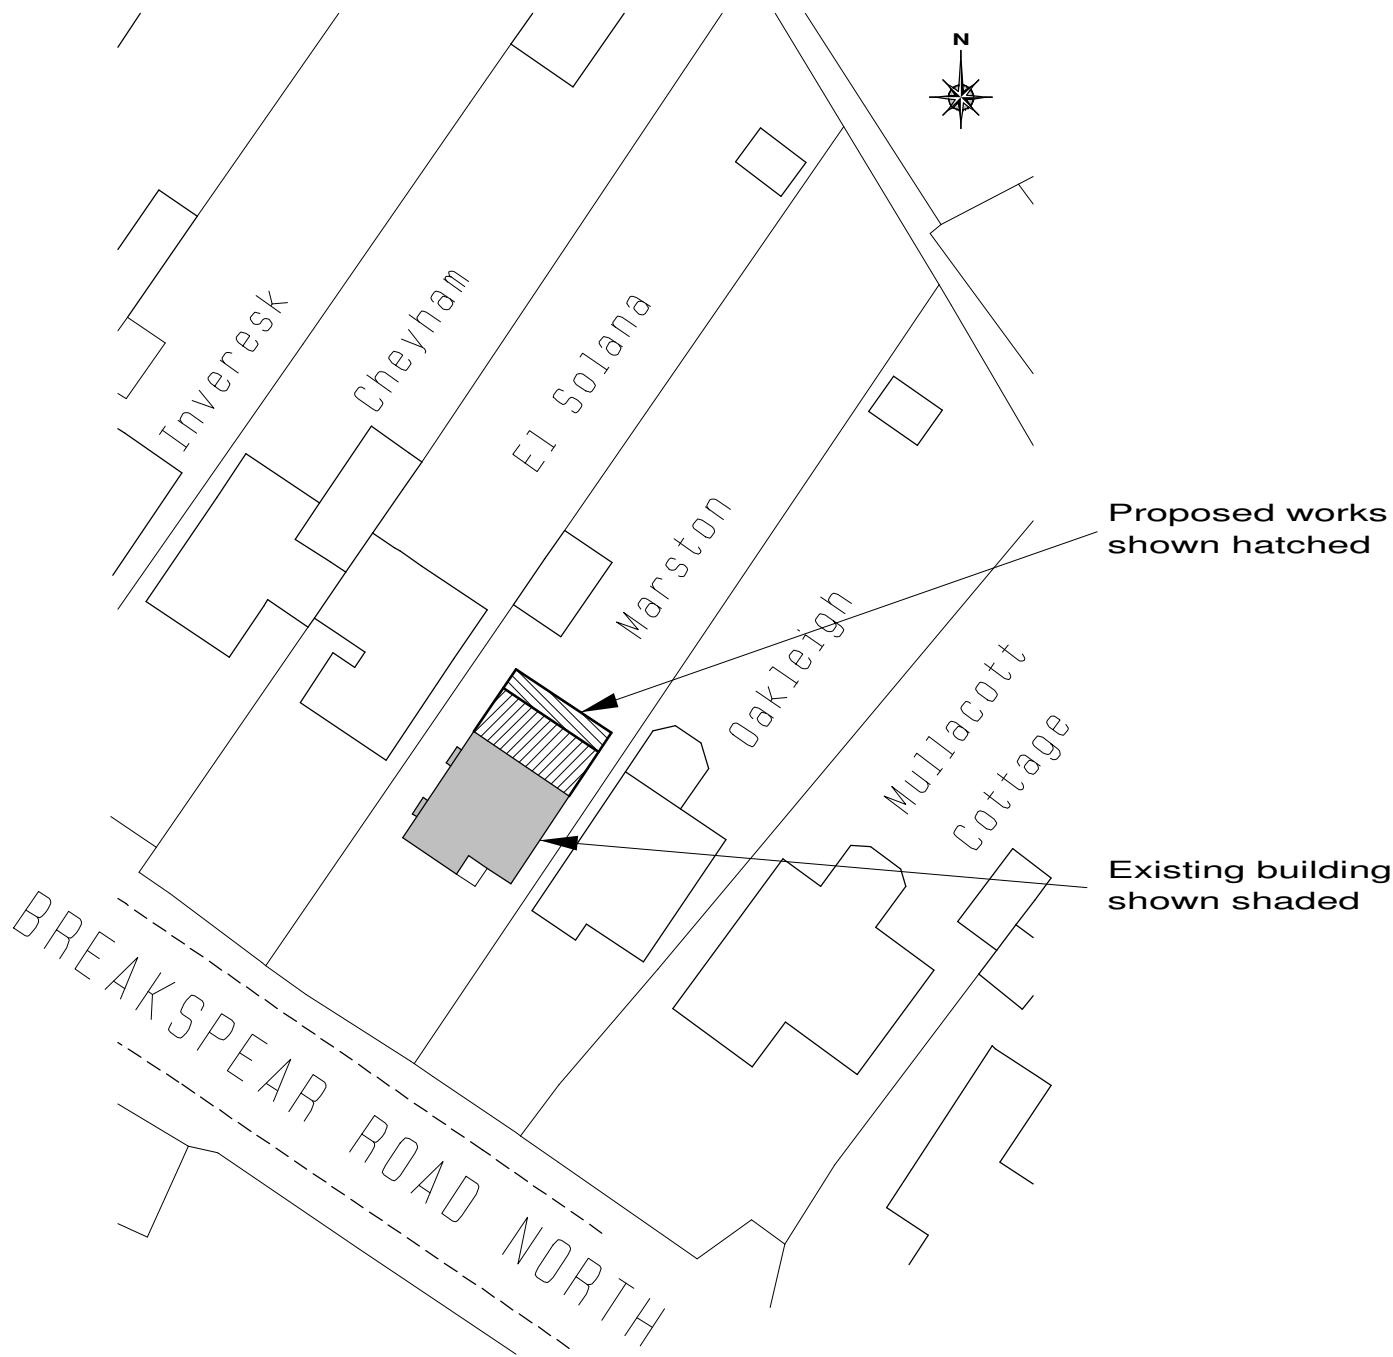 N
Inveresk
Cheyham
El Solana
Marston
Proposed works
shown hatched
Oakleigh
Mullacott
Cottage
Existing building
shown shaded
BREAKSPEAR ROAD NORTH